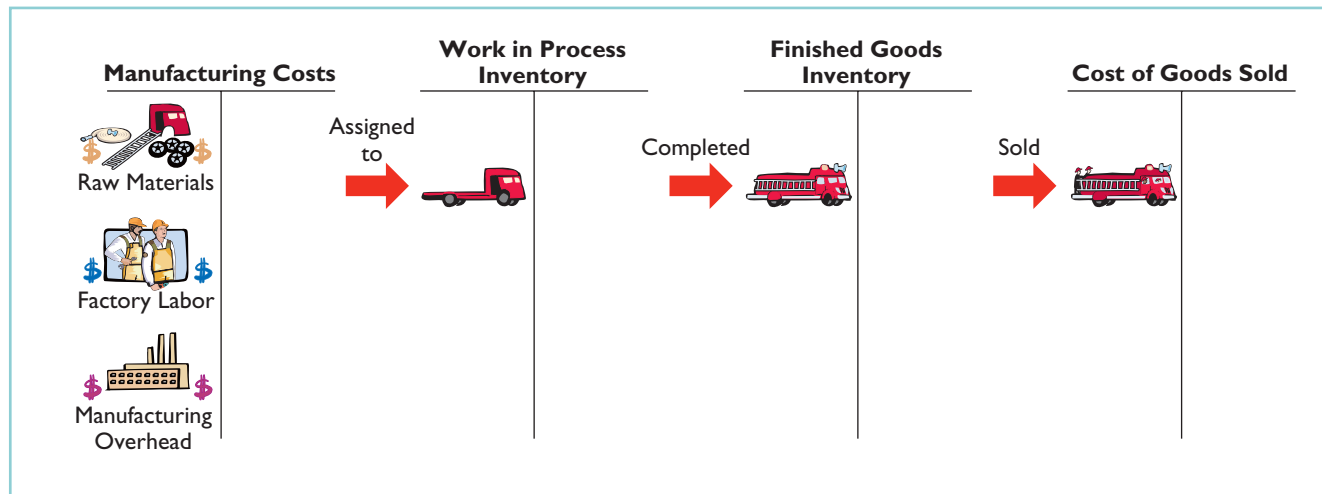 Manufacturing Costs
Work in Process
Inventory
Finished Goods
Inventory
Cost of Goods Sold
$ $
Raw Materials
$ $
Factory Labor
$ $
Manufacturing
Overhead
Assigned
to
Completed
Sold